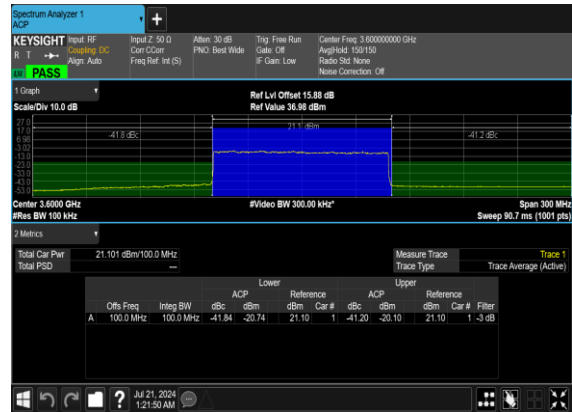 Spectrum Analyzer 1
ACP
KEYSIGHT Input: RF Input Z: 50 Ω Atten: 30 dB Trig: Free Run Center Freq: 3.600000000 GHz
R T Coupling: DC Corr CCorr PNO: Best Wide Gate: Off Avg|Hold: 150/150
Align: Auto Freq Ref: Int (S) IF Gain: Low Radio Std: None
PASS Noise Correction: Off
1 Graph
Ref Lvl Offset 15.88 dB
Scale/Div 10.0 dB Ref Value 36.98 dBm
27.0
17.0
6.98
-3.02
-13.0
-23.0
-33.0
-43.0
-53.0
-41.8 dBc 21.1 dBm -41.2 dBc
Center 3.6000 GHz #Video BW 300.00 kHz* Span 300 MHz
#Res BW 100 kHz Sweep 90.7 ms (1001 pts)
2 Metrics
Total Car Pwr 21.101 dBm/100.0 MHz Measure Trace Trace 1
Total PSD --- Trace Type Trace Average (Active)
Lower Upper
ACP Reference ACP Reference
Offs Freq Integ BW dBc dBm dBm Car # dBc dBm dBm Car # Filter
A 100.0 MHz 100.0 MHz -41.84 -20.74 21.10 1 -41.20 -20.10 21.10 1 -3 dB
Jul 21, 2024
1:21:50 AM